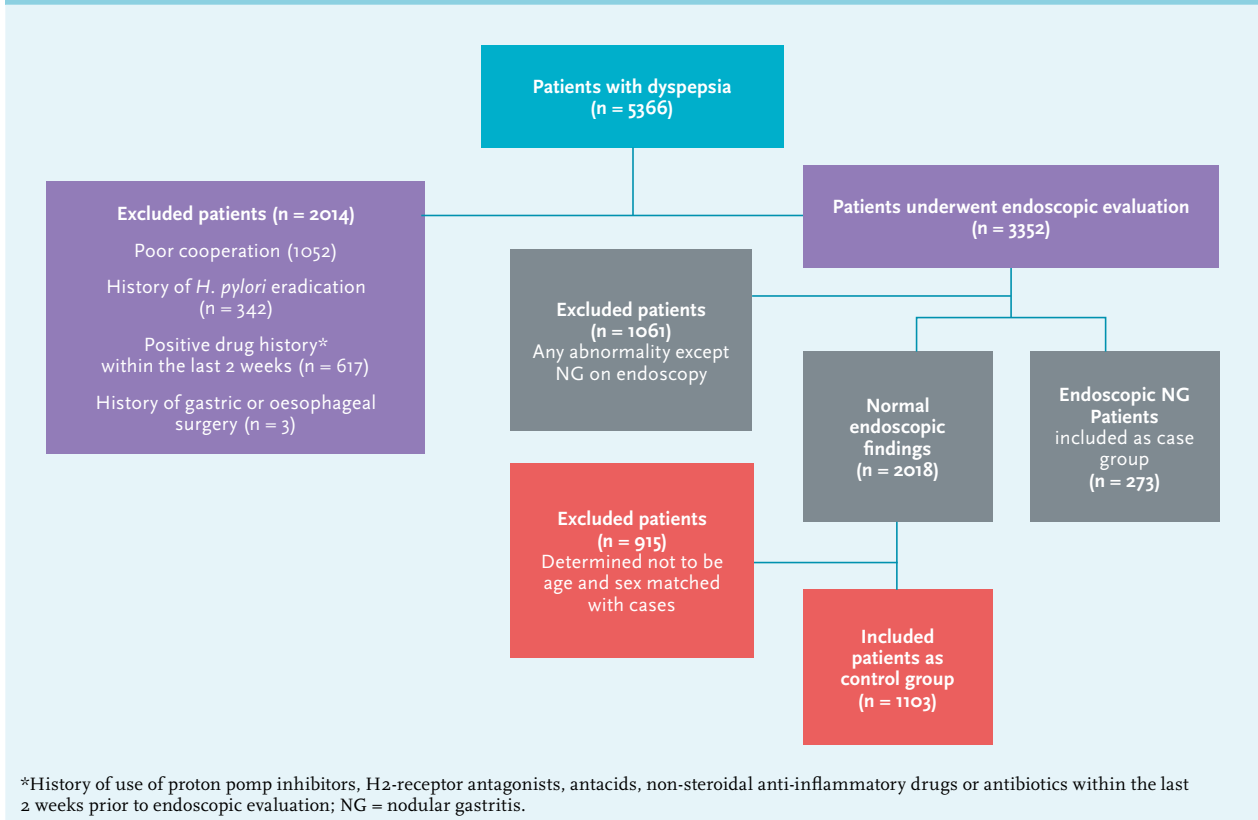 Patients with dyspepsia
(n = 5366)
Excluded patients (n = 2014)
Poor cooperation (1052)
History of H. pylori eradication
(n = 342)
Positive drug history*
within the last 2 weeks (n = 617)
History of gastric or oesophageal
surgery (n = 3)
Patients underwent endoscopic evaluation
(n = 3352)
Excluded patients
(n = 1061)
Any abnormality except
NG on endoscopy
Normal
endoscopic
findings
(n = 2018)
Endoscopic NG
Patients
included as case
group
(n = 273)
Excluded patients
(n = 915)
Determined not to be
age and sex matched
with cases
Included
patients as
control group
(n = 1103)
*History of use of proton pomp inhibitors, H2-receptor antagonists, antacids, non-steroidal anti-inflammatory drugs or antibiotics within the last
2 weeks prior to endoscopic evaluation; NG = nodular gastritis.